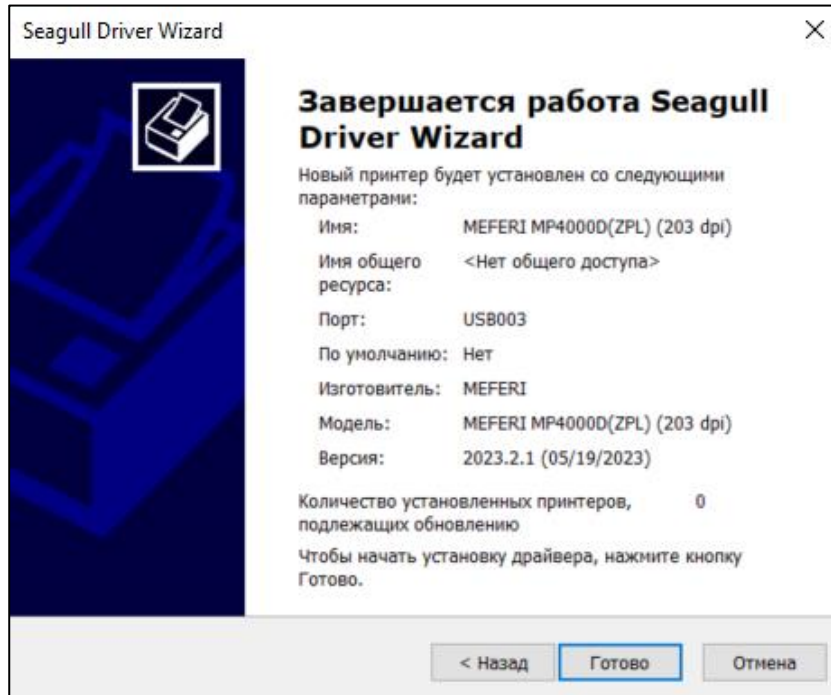 Seagull Driver Wizard
Завершается работа Seagull
Driver Wizard
Новый принтер будет установлен со следующими
параметрами:
Имя: MEFERI MP4000D(ZPL) (203 dpi)
Имя общего <Нет общего доступа>
ресурса:
Порт: USB003
По умолчанию: Нет
Изготовитель: MEFERI
Модель: MEFERI MP4000D(ZPL) (203 dpi)
Версия: 2023.2.1 (05/19/2023)
Количество установленных принтеров, 0
подлежащих обновлению
Чтобы начать установку драйвера, нажмите кнопку
Готово.
< Назад Готово Отмена